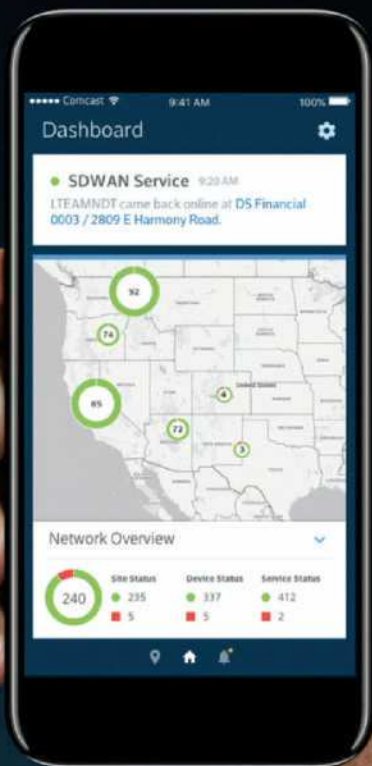 Comcast 9:41 AM 100%
Dashboard
SDWAN Service 9:20 AM
LTEAMNDT came back online at DS Financial
0003 / 2809 E Harmony Road.
92
74
65
4
United States
72
3
Network Overview
Site Status Device Status Service Status
240
235 337 412
5 5 2